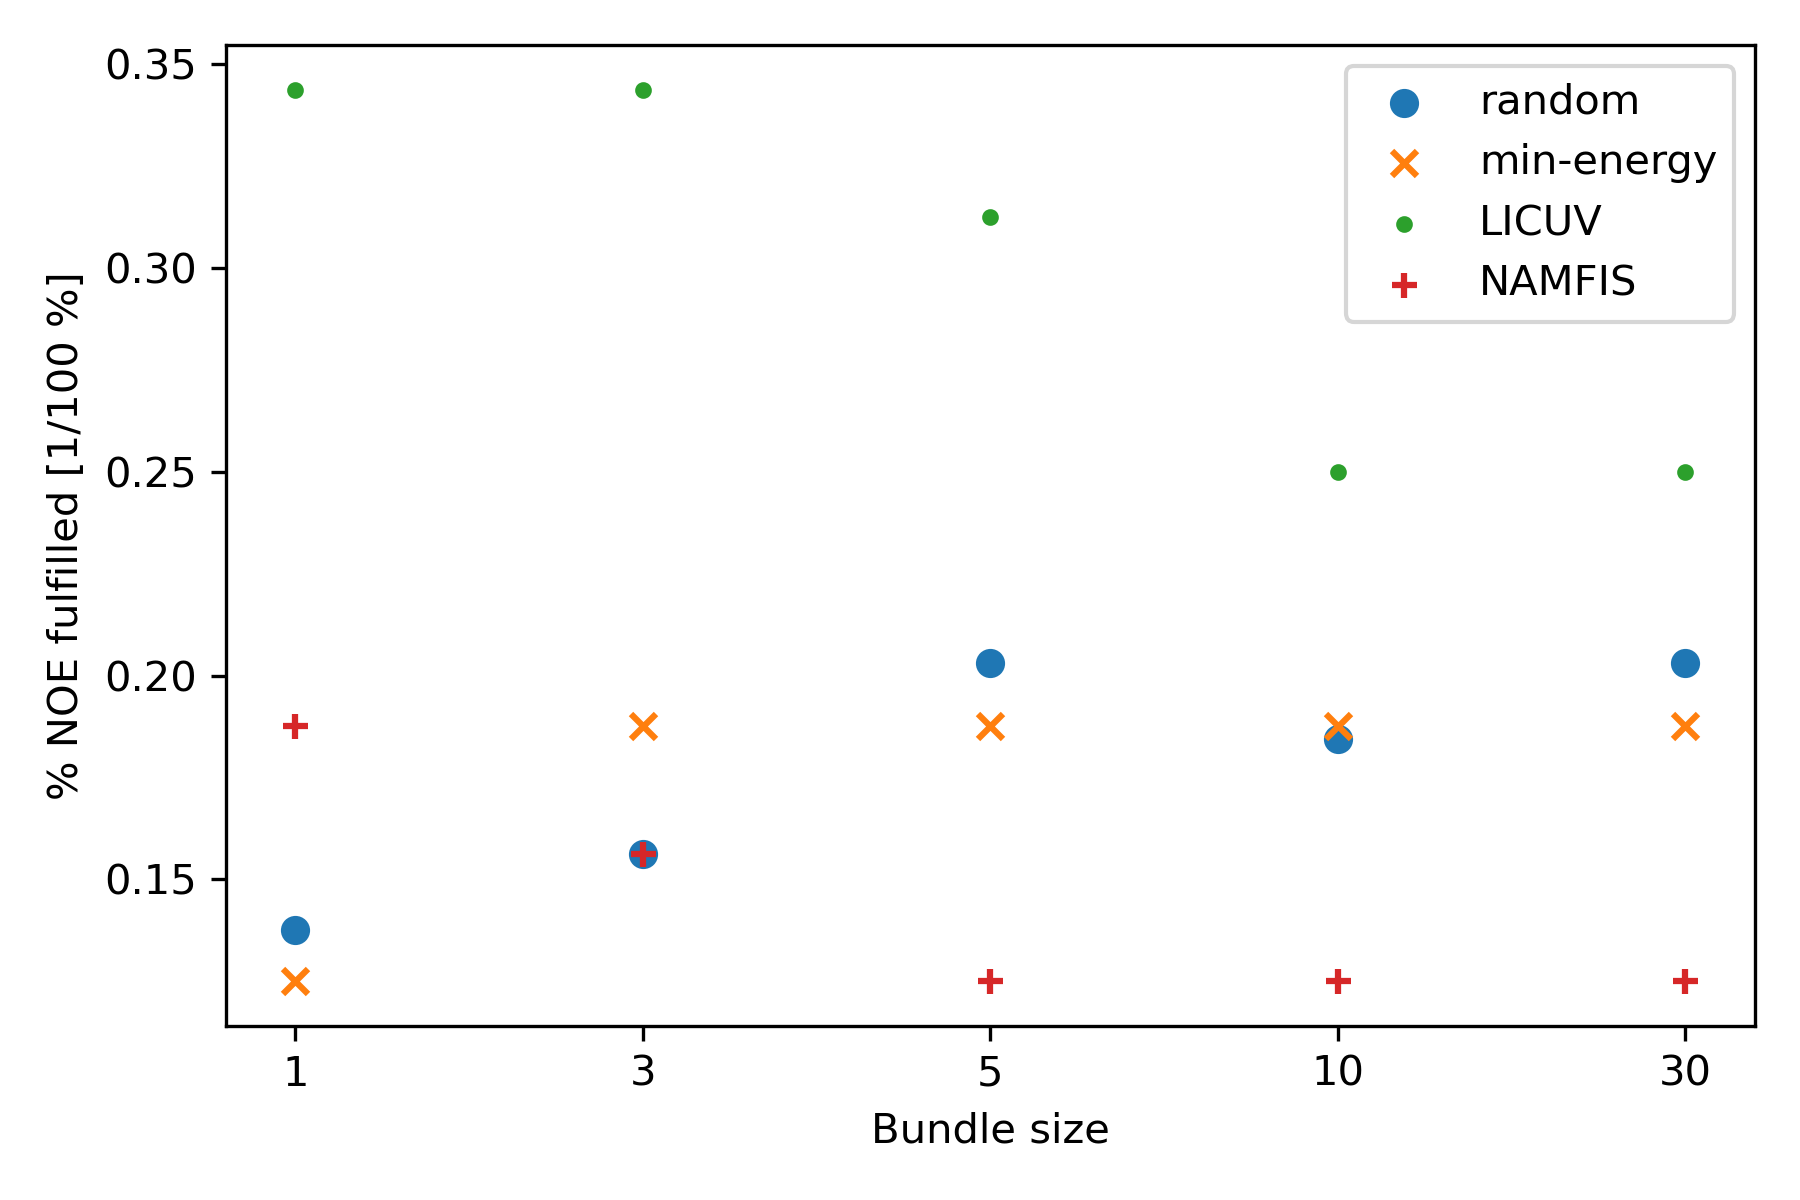 0.35
0.30
0.25
0.20
0.15
% NOE fulfilled [1/100 %]
random
min-energy
LICUV
NAMFIS
1 3 5 10 30
Bundle size